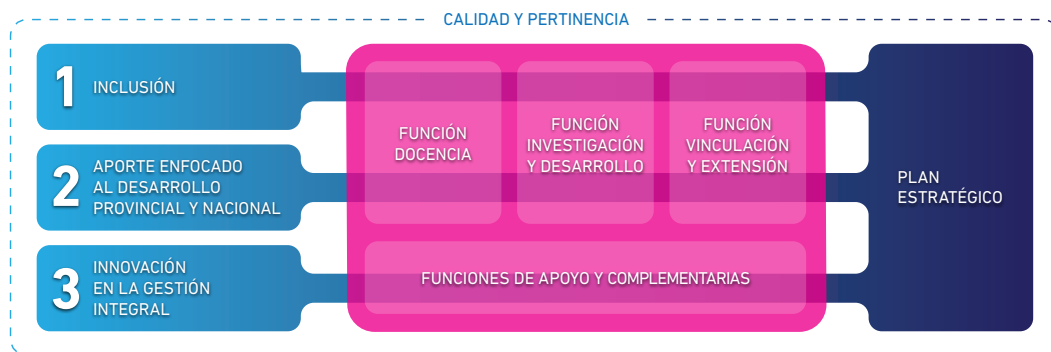 CALIDAD Y PERTINENCIA
1
INCLUSIÓN
2
APORTE ENFOCADO
AL DESARROLLO
PROVINCIAL Y NACIONAL
3
INNOVACIÓN
EN LA GESTIÓN
INTEGRAL
FUNCIÓN
DOCENCIA
FUNCIÓN
INVESTIGACIÓN
Y DESARROLLO
FUNCIÓN
VINCULACIÓN
Y EXTENSIÓN
FUNCIONES DE APOYO Y COMPLEMENTARIAS
PLAN
ESTRATÉGICO